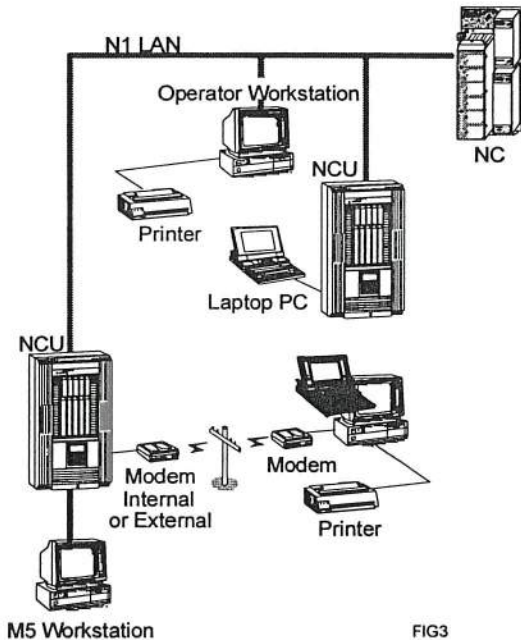 N1 LAN
Operator Workstation
NC
NCU
Printer
Laptop PC
NCU
Modem
Internal
or External
Modem
Printer
M5 Workstation
FIG3